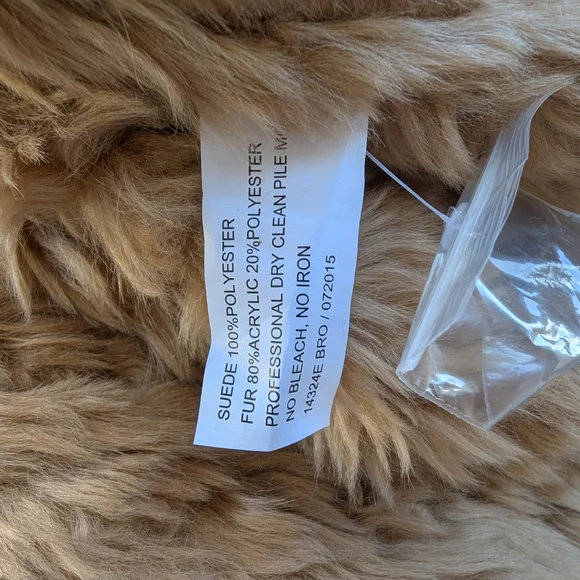 SUEDE 100%POLYESTER
FUR 80%ACRYLIC 20%POLYESTER
PROFESSIONAL DRY CLEAN PILE
NO BLEACH, NO IRON
14324E BRO / 072015